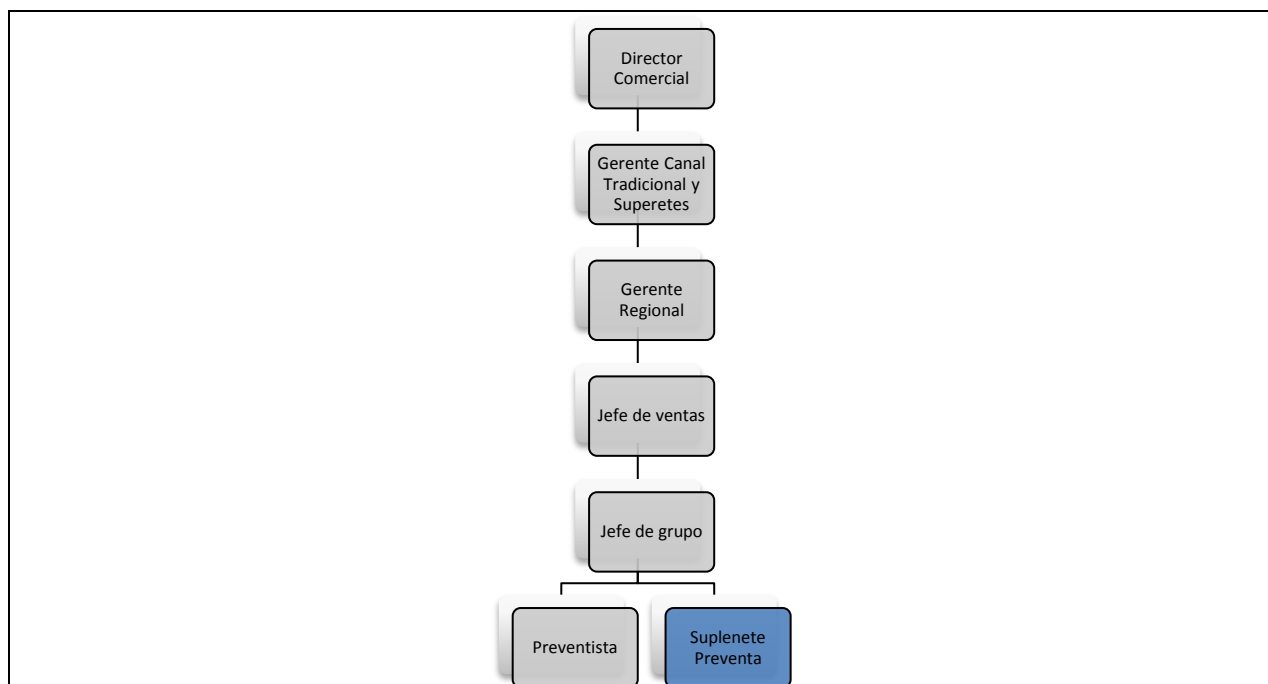 Director
Comercial
Gerente Canal
Tradicional y
Superetes
Gerente
Regional
Jefe de ventas
Jefe de grupo
Preventista
Suplenete
Preventa